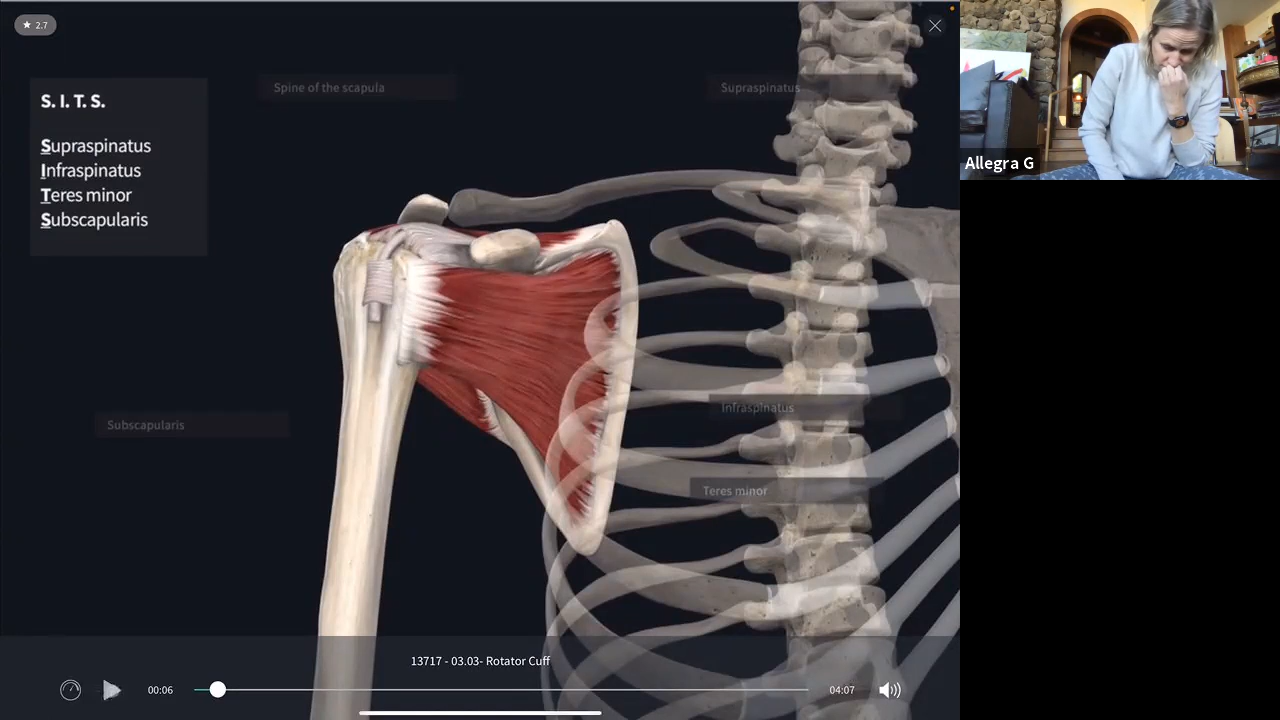 ★ 2.7
S. I. T. S.
Supraspinatus
Infraspinatus
Teres minor
Subscapularis
Spine of the scapula
Supraspinatus
Subscapularis
Infraspinatus
Teres minor
13717 - 03.03- Rotator Cuff
00:06
04:07
Allegra G